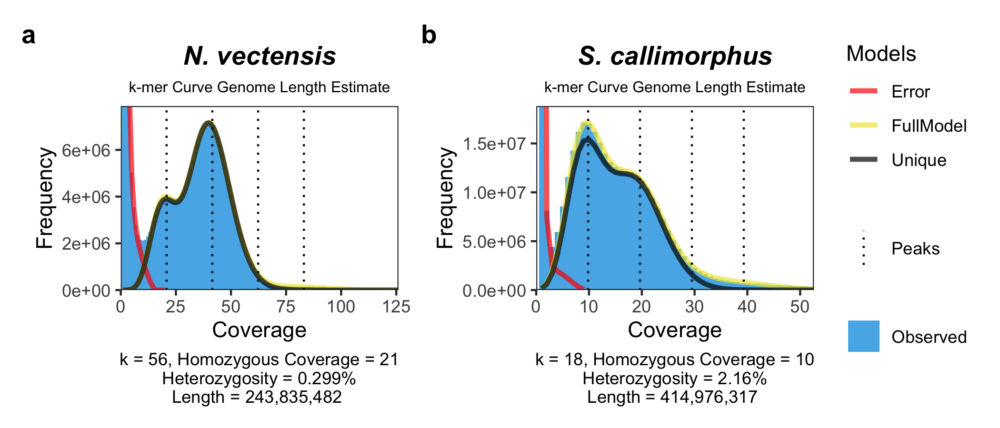 a
N. vectensis
k-mer Curve Genome Length Estimate
Frequency
6e+06
4e+06
2e+06
0e+00
0 25 50 75 100 125
Coverage
k = 56, Homozygous Coverage = 21
Heterozygosity = 0.299%
Length = 243,835,482
b
S. callimorphus
k-mer Curve Genome Length Estimate
Frequency
1.5e+07
1.0e+07
5.0e+06
0.0e+00
0 10 20 30 40 50
Coverage
k = 18, Homozygous Coverage = 10
Heterozygosity = 2.16%
Length = 414,976,317
Models
Error
FullModel
Unique
Peaks
Observed